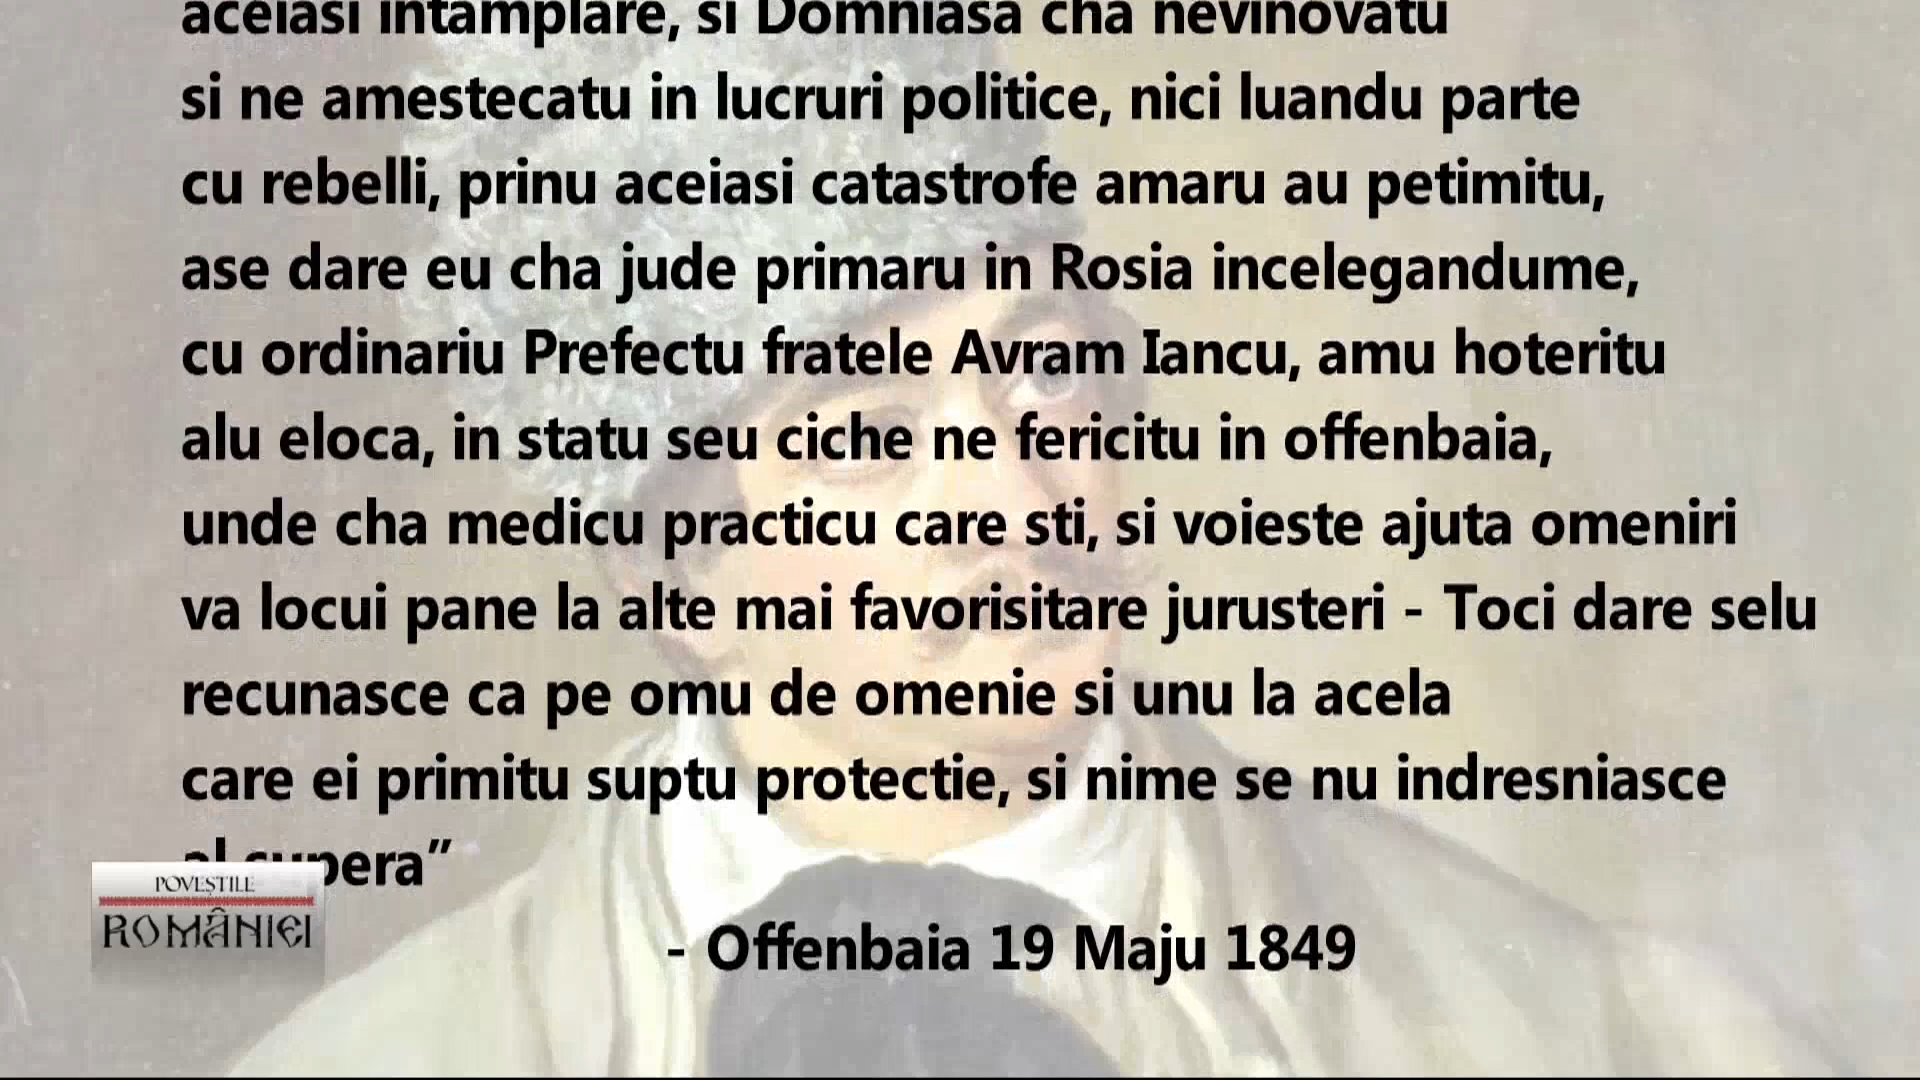 aceiasi intamplare, si Domniasa cha nevinovatu
si ne amestecatu in lucruri politice, nici luandu parte
cu rebelli, prinu aceiasi catastrofe amaru au petimitu,
ase dare eu cha jude primaru in Rosia incelegandume,
cu ordinariu Prefectu fratele Avram Iancu, amu hoteritu
alu eloca, in statu seu ciche ne fericitu in offenbaia,
unde cha medicu practicu care sti, si voieste ajuta omeniri
va locui pane la alte mai favorisitare jurusteri - Toci dare selu
recunasce ca pe omu de omenie si unu la acela
care ei primitu suptu protectie, si nime se nu indresniasce
al supera”
- Offenbaia 19 Maju 1849
POVEȘTILE
ROMÂNIEI